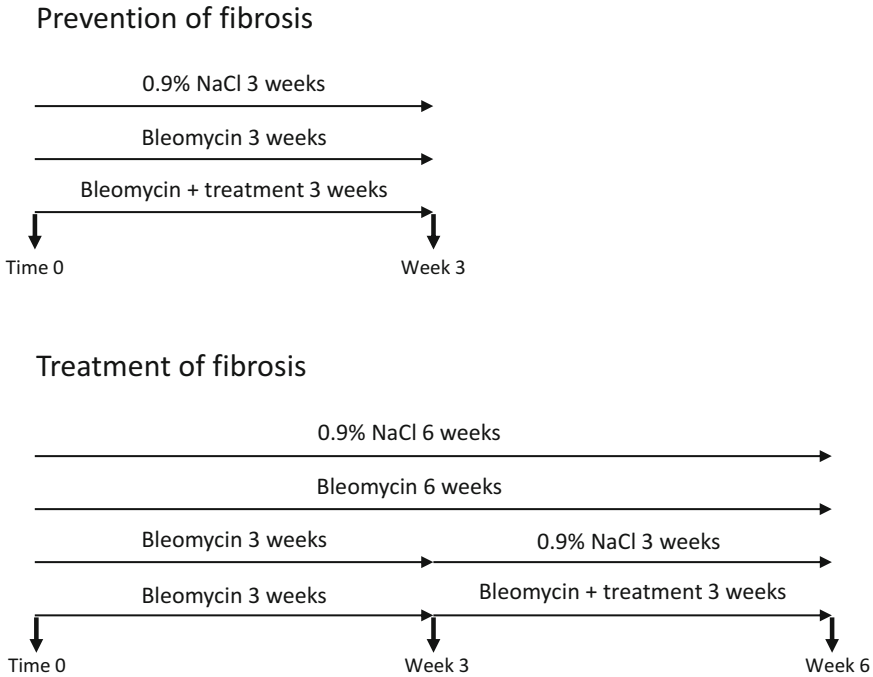 Prevention of fibrosis
0.9% NaCl 3 weeks
Bleomycin 3 weeks
Bleomycin + treatment 3 weeks
Time 0
Week 3
Treatment of fibrosis
0.9% NaCl 6 weeks
Bleomycin 6 weeks
Bleomycin 3 weeks
0.9% NaCl 3 weeks
Bleomycin 3 weeks
Bleomycin + treatment 3 weeks
Time 0
Week 3
Week 6